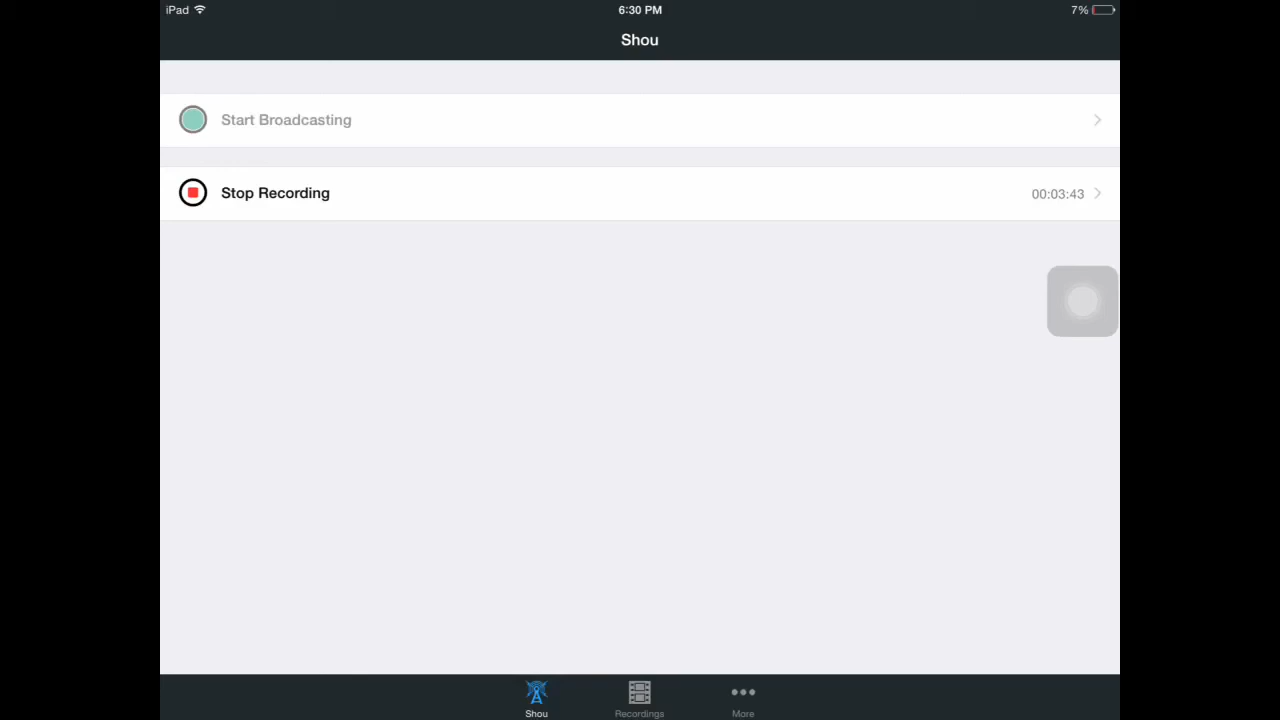 iPad 6:30 PM 7%
Shou
Start Broadcasting
Stop Recording 00:03:43
Shou Recordings More